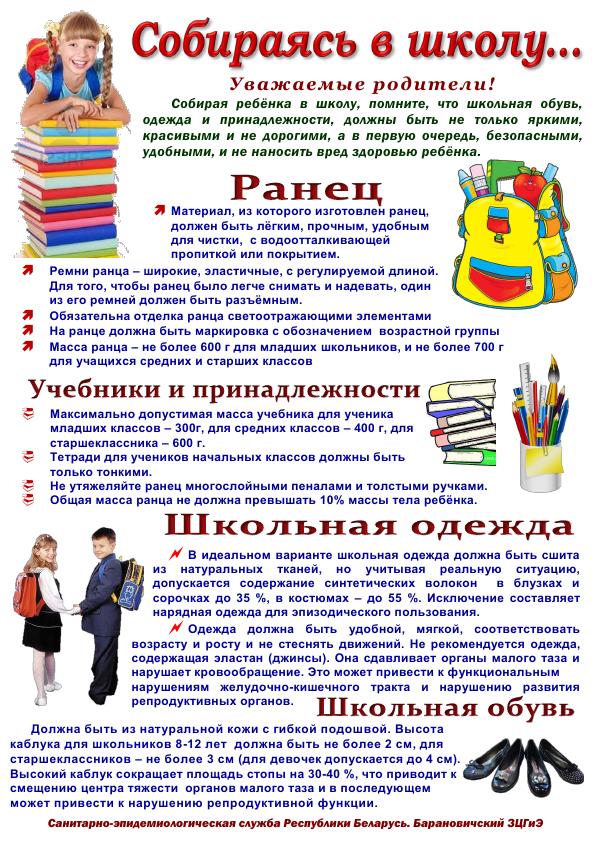 Собираясь в школу...
Уважаемые родители!
Собирая ребёнка в школу, помните, что школьная обувь,
одежда и принадлежности, должны быть не только яркими,
красивыми и не дорогими, а в первую очередь, безопасными,
удобными, и не наносить вред здоровью ребёнка.
Ранец
Материал, из которого изготовлен ранец,
должен быть лёгким, прочным, удобным
для чистки, с водоотталкивающей
пропиткой или покрытием.
Ремни ранца – широкие, эластичные, с регулируемой длиной.
Для того, чтобы ранец было легче снимать и надевать, один
из его ремней должен быть разъёмным.
Обязательна отделка ранца светоотражающими элементами
На ранце должна быть маркировка с обозначением возрастной группы
Масса ранца – не более 600 г для младших школьников, и не более 700 г
для учащихся средних и старших классов
Учебники и принадлежности
Максимально допустимая масса учебника для ученика
младших классов – 300г, для средних классов – 400 г, для
старшеклассника – 600 г.
Тетради для учеников начальных классов должны быть
только тонкими.
Не утяжеляйте ранец многослойными пеналами и толстыми ручками.
Общая масса ранца не должна превышать 10% массы тела ребёнка.
Школьная одежда
В идеальном варианте школьная одежда должна быть сшита
из натуральных тканей, но учитывая реальную ситуацию,
допускается содержание синтетических волокон в блузках и
сорочках до 35 %, в костюмах – до 55 %. Исключение составляет
нарядная одежда для эпизодического пользования.
Одежда должна быть удобной, мягкой, соответствовать
возрасту и росту и не стеснять движений. Не рекомендуется одежда,
содержащая эластан (джинсы). Она сдавливает органы малого таза и
нарушает кровообращение. Это может привести к функциональным
нарушениям желудочно-кишечного тракта и нарушению развития
репродуктивных органов.
Школьная обувь
Должна быть из натуральной кожи с гибкой подошвой. Высота
каблука для школьников 8-12 лет должна быть не более 2 см, для
старшеклассников – не более 3 см (для девочек допускается до 4 см).
Высокий каблук сокращает площадь стопы на 30-40 %, что приводит к
смещению центра тяжести органов малого таза и в последующем
может привести к нарушению репродуктивной функции.
Санитарно-эпидемиологическая служба Республики Беларусь. Барановичский ЗЦГиЭ